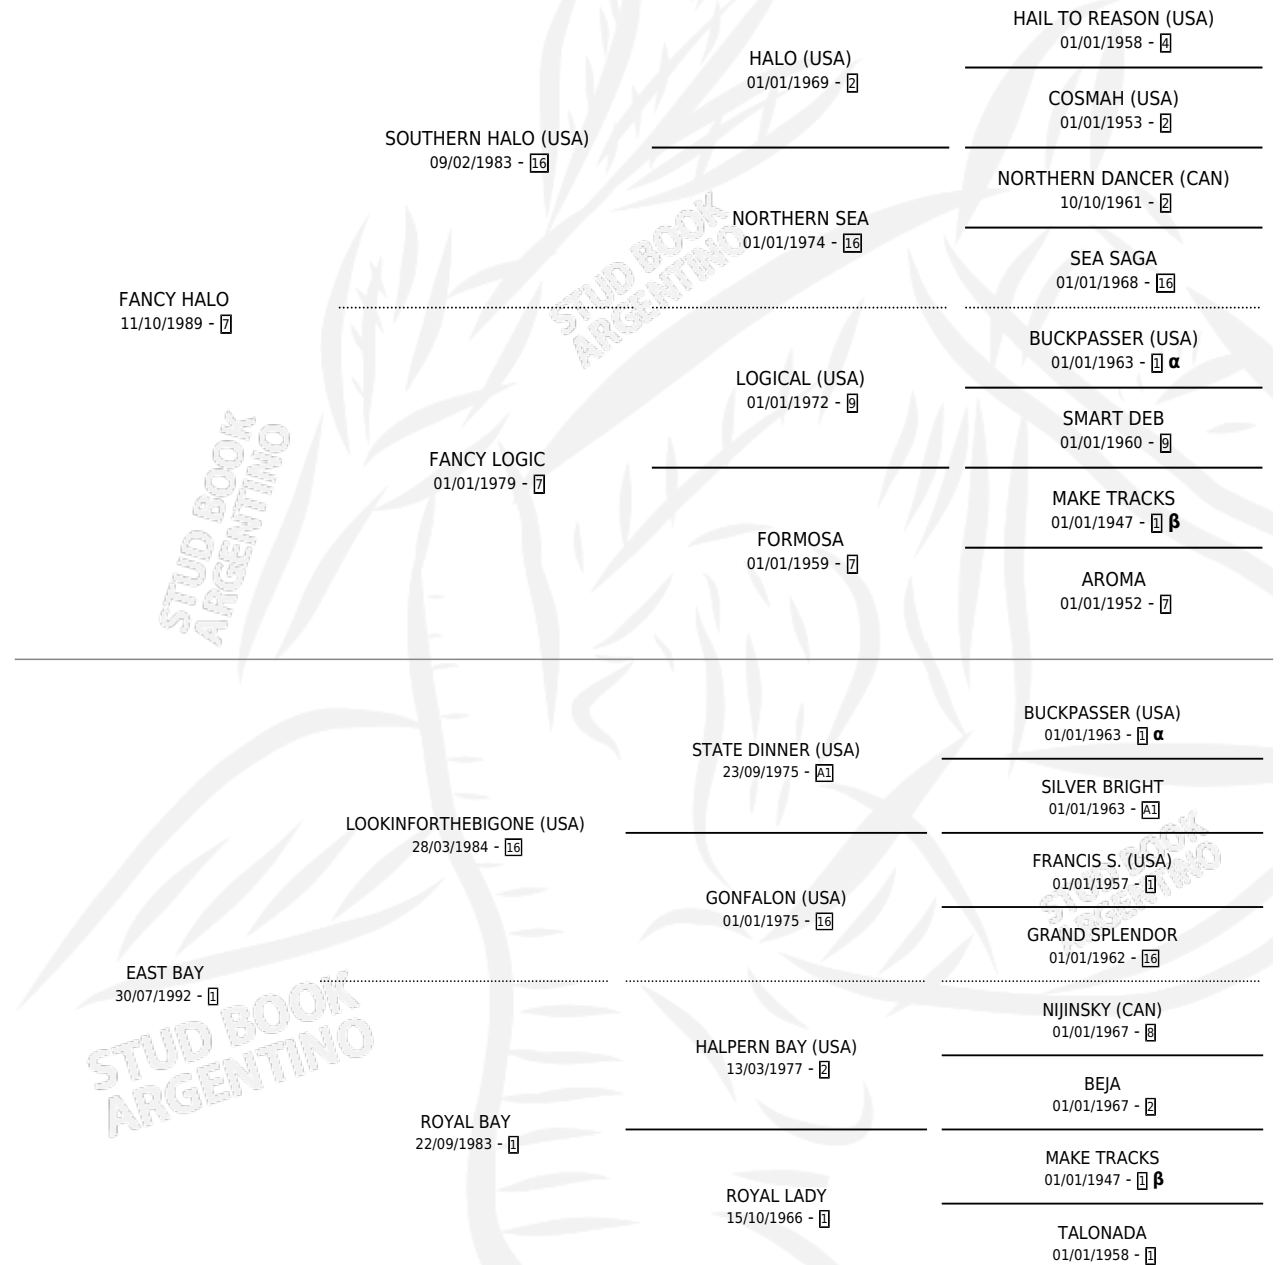 FANCY HALO
11/10/1989 - 7
SOUTHERN HALO (USA)
09/02/1983 - 16
HALO (USA)
01/01/1969 - 2
HAIL TO REASON (USA)
01/01/1958 - 4
COSMAH (USA)
01/01/1953 - 2
NORTHERN SEA
01/01/1974 - 16
NORTHERN DANCER (CAN)
10/10/1961 - 2
SEA SAGA
01/01/1968 - 16
FANCY LOGIC
01/01/1979 - 7
LOGICAL (USA)
01/01/1972 - 9
BUCKPASSER (USA)
01/01/1963 - 1 α
SMART DEB
01/01/1960 - 9
FORMOSA
01/01/1959 - 7
MAKE TRACKS
01/01/1947 - 1 β
AROMA
01/01/1952 - 7
EAST BAY
30/07/1992 - 1
LOOKINFORTHEBIGONE (USA)
28/03/1984 - 16
STATE DINNER (USA)
23/09/1975 - A1
BUCKPASSER (USA)
01/01/1963 - 1 α
SILVER BRIGHT
01/01/1963 - A1
GONFALON (USA)
01/01/1975 - 16
FRANCIS S. (USA)
01/01/1957 - 1
GRAND SPLENDOR
01/01/1962 - 16
ROYAL BAY
22/09/1983 - 1
HALPERN BAY (USA)
13/03/1977 - 2
NIJINSKY (CAN)
01/01/1967 - 8
BEJA
01/01/1967 - 2
ROYAL LADY
15/10/1966 - 1
MAKE TRACKS
01/01/1947 - 1 β
TALONADA
01/01/1958 - 1
STUD BOOK
ARGENTINO
STUD BOOK
ARGENTINO
STUD BOOK
ARGENTINO
STUD BOOK
ARGENTINO